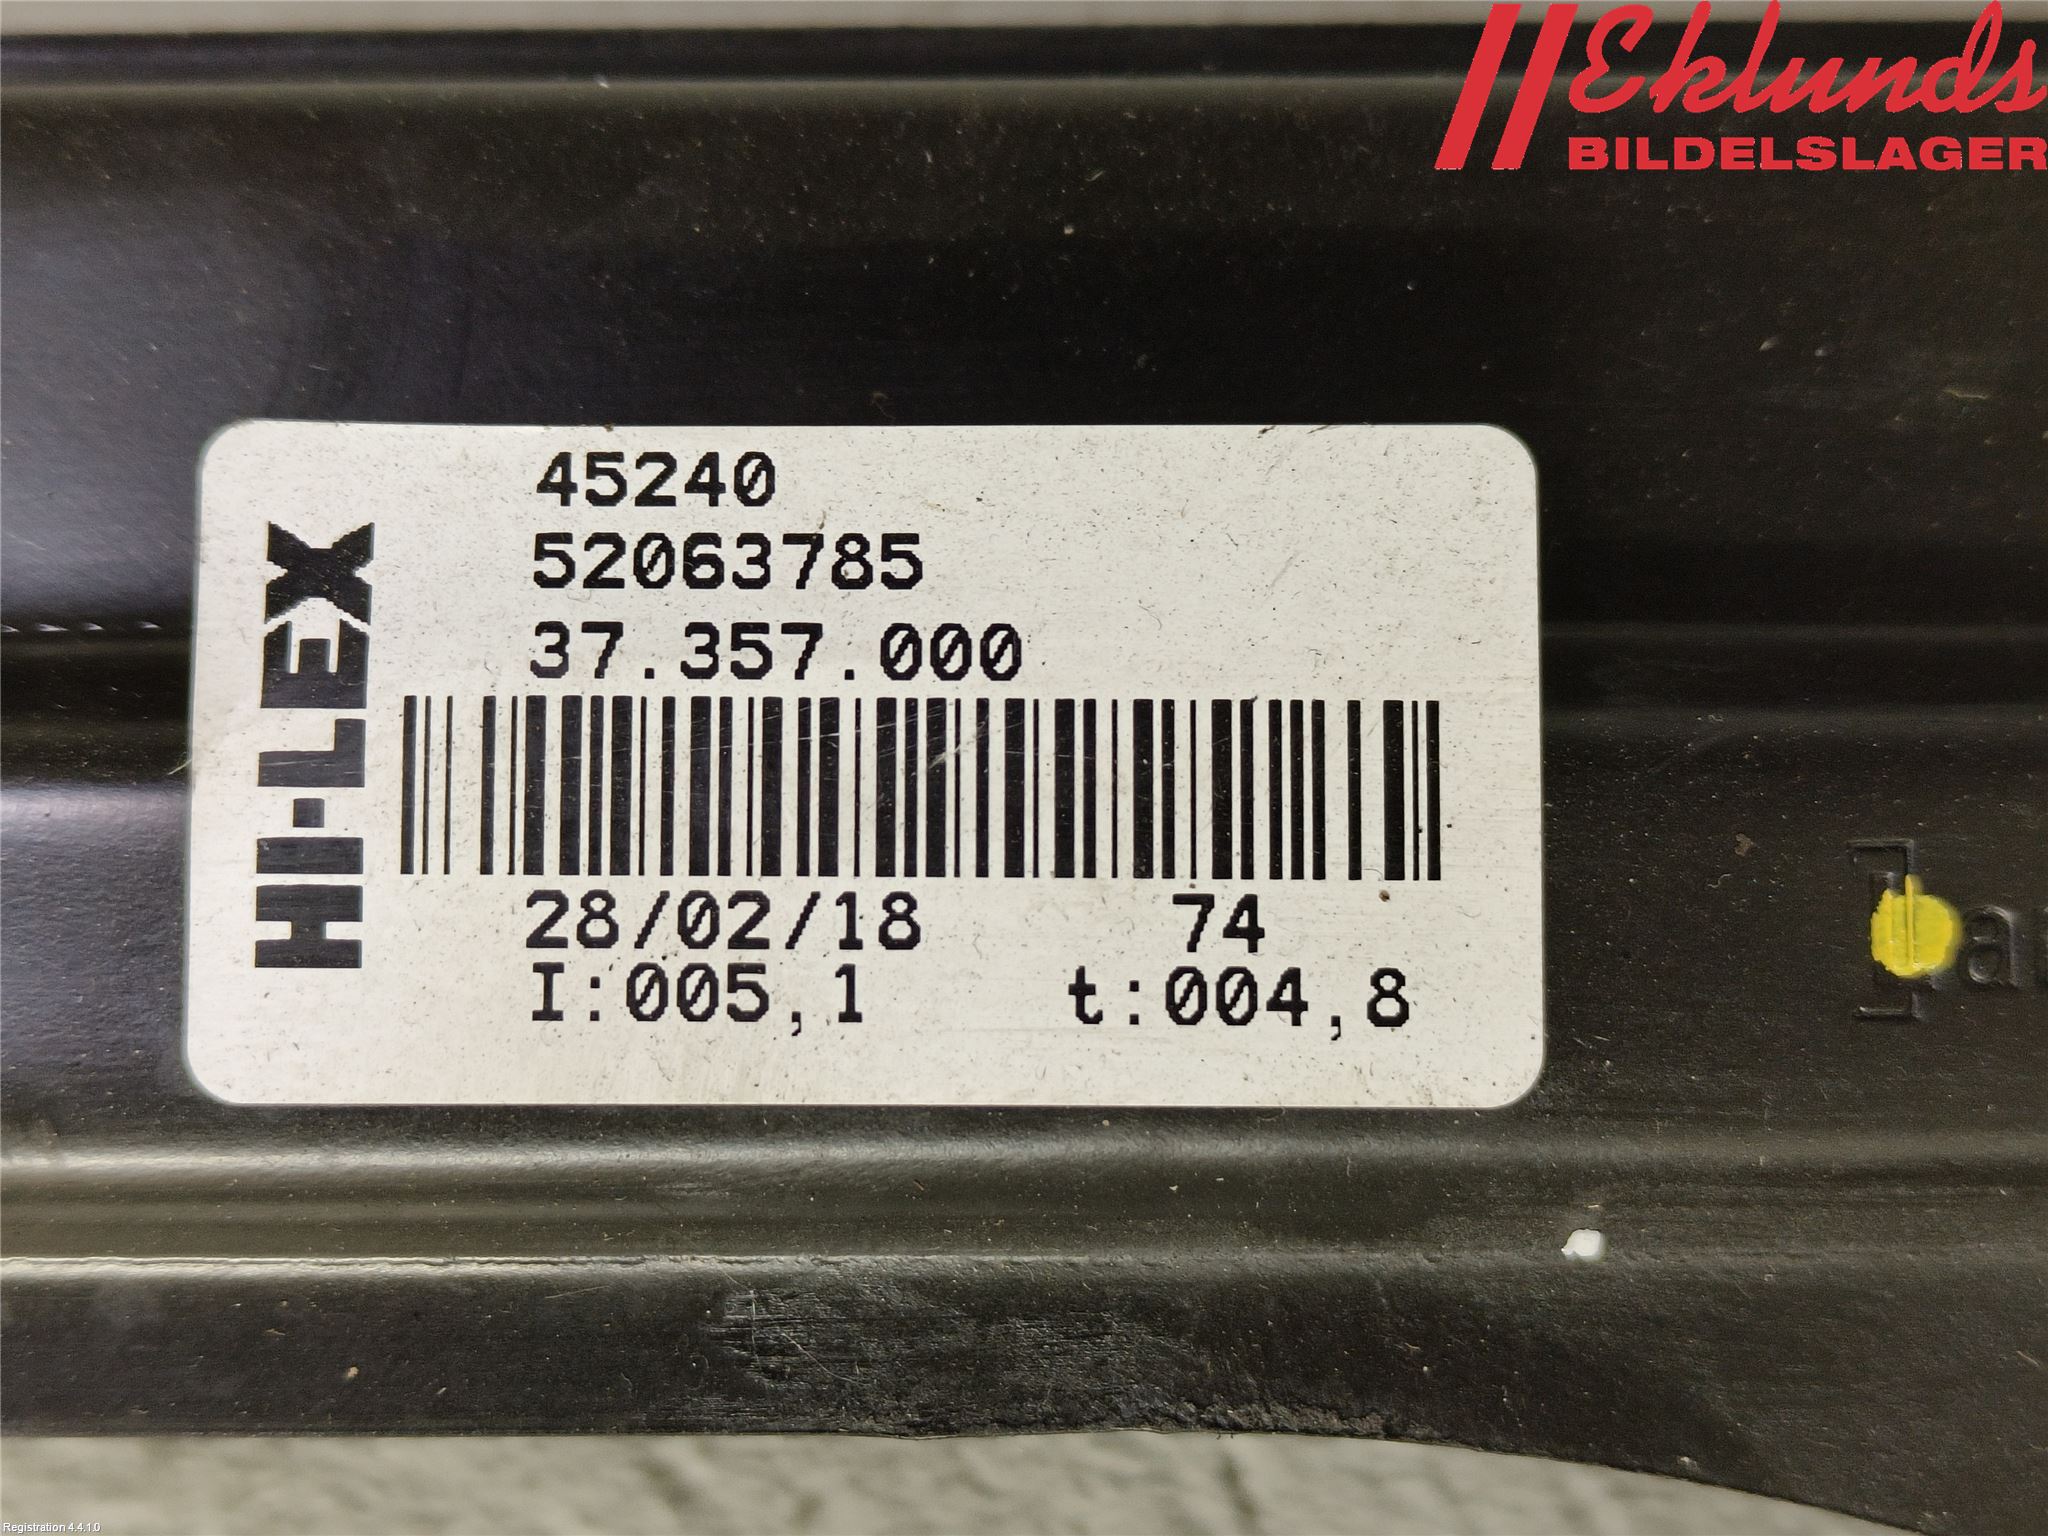 Eklunds
BILDELSLAGER
HI-LEX
45240
52063785
37.357.000
28/02/18 74
I:005,1 t:004,8
Registration 4.4.1.0